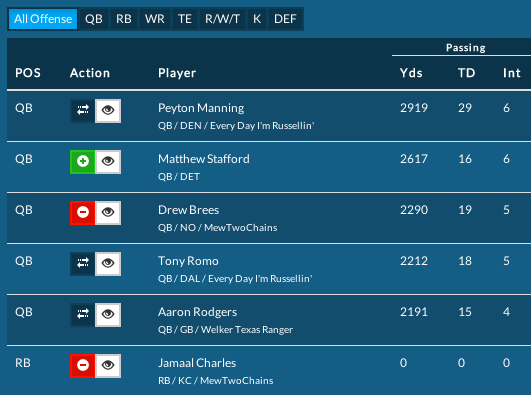 All Offense QB RB WR TE R/W/T K DEF
Passing
POS Action Player Yds TD Int
QB Peyton Manning 2919 29 6
QB / DEN / Every Day I'm Russellin'
QB Matthew Stafford 2617 16 6
QB / DET
QB Drew Brees 2290 19 5
QB / NO / MewTwoChains
QB Tony Romo 2212 18 5
QB / DAL / Every Day I'm Russellin'
QB Aaron Rodgers 2191 15 4
QB / GB / Welker Texas Ranger
RB Jamaal Charles 0 0 0
RB / KC / MewTwoChains